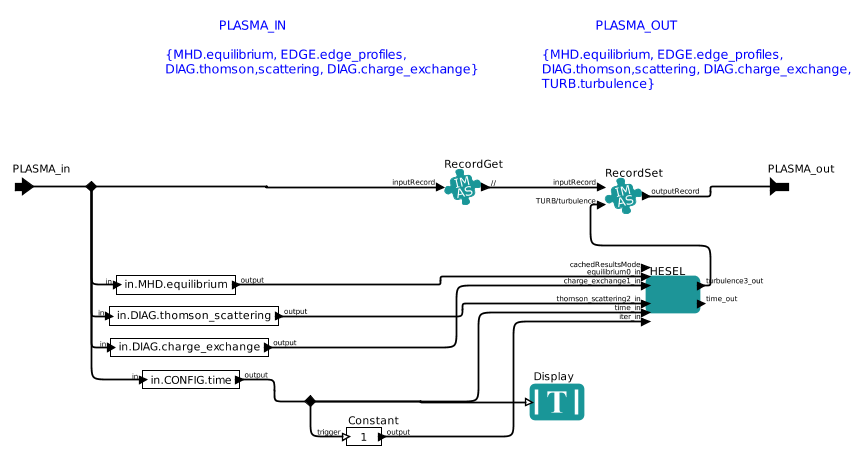 PLASMA_IN
PLASMA_OUT
{MHD.equilibrium, EDGE.edge_profiles,
DIAG.thomson,scattering, DIAG.charge_exchange}
{MHD.equilibrium, EDGE.edge_profiles,
DIAG.thomson,scattering, DIAG.charge_exchange,
TURB.turbulence}
PLASMA_in
RecordGet
inputRecord
IM
AS
//
RecordSet
inputRecord
TURB/turbulence
IM
AS
outputRecord
PLASMA_out
in
in.MHD.equilibrium
output
in
in.DIAG.thomson_scattering
output
in
in.DIAG.charge_exchange
output
in
in.CONFIG.time
output
HESEL
cachedResultsMode
equilibrium0_in
charge_exchange1_in
thomson_scattering2_in
time_in
iter_in
turbulence3_out
time_out
Display
T
Constant
trigger
1
output